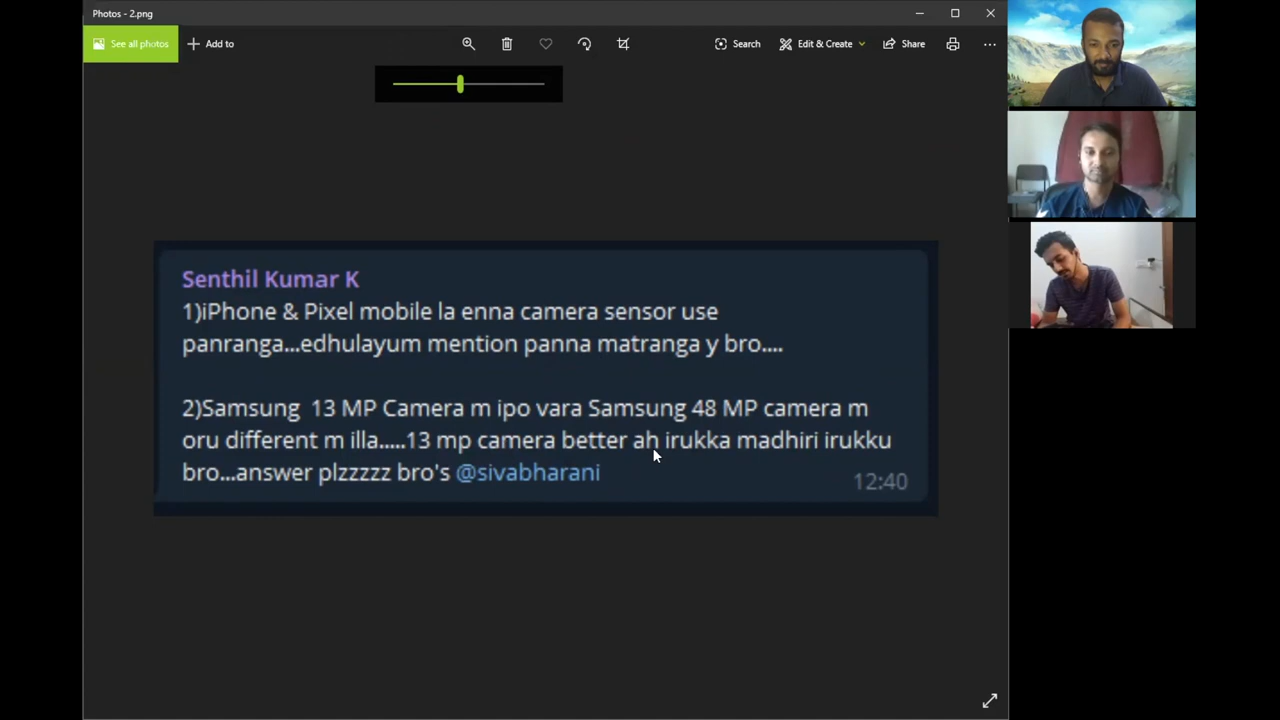 Photos - 2.png
See all photos
Add to
Search
Edit & Create
Share
Senthil Kumar K
1)iPhone & Pixel mobile la enna camera sensor use
panranga...edhulayum mention panna matranga y bro....
2)Samsung  13 MP Camera m ipo vara Samsung 48 MP camera m
oru different m illa.....13 mp camera better ah irukka madhiri irukku
bro...answer plzzzzz bro's @sivabharani
12:40